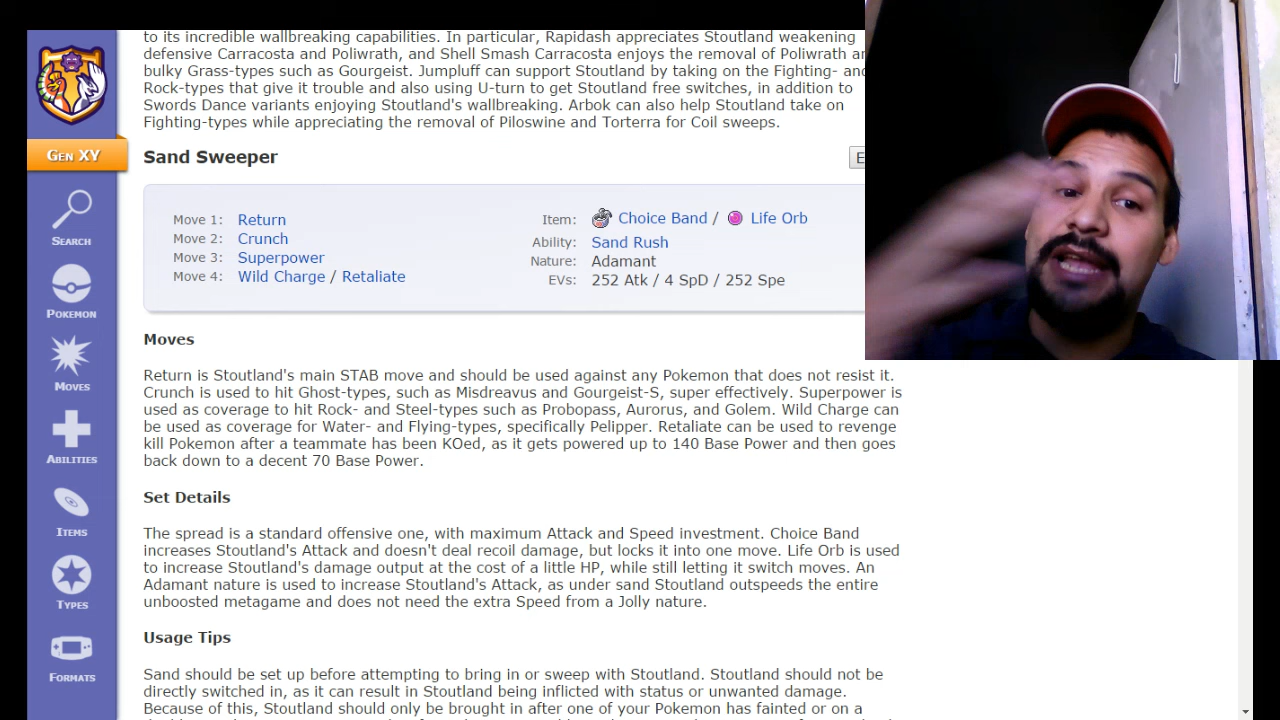 to its incredible wallbreaking capabilities. In particular, Rapidash appreciates Stoutland weakening
defensive Carracosta and Poliwrath, and Shell Smash Carracosta enjoys the removal of Poliwrath
bulky Grass-types such as Gourgeist. Jumpluff can support Stoutland by taking on the Fighting- and
Rock-types that give it trouble and also using U-turn to get Stoutland free switches, in addition to
Swords Dance variants enjoying Stoutland's wallbreaking. Arbok can also help Stoutland take on
Fighting-types while appreciating the removal of Piloswine and Torterra for Coil sweeps.
GEN XY
Sand Sweeper
E
Move 1: Return
Move 2: Crunch
Move 3: Superpower
Move 4: Wild Charge / Retaliate
Item: Choice Band / Life Orb
Ability: Sand Rush
Nature: Adamant
EVs: 252 Atk / 4 SpD / 252 Spe
SEARCH
POKEMON
MOVES
ABILITIES
ITEMS
TYPES
FORMATS
Moves
Return is Stoutland's main STAB move and should be used against any Pokemon that does not resist it.
Crunch is used to hit Ghost-types, such as Misdreavus and Gourgeist-S, super effectively. Superpower is
used as coverage to hit Rock- and Steel-types such as Probopass, Aurorus, and Golem. Wild Charge can
be used as coverage for Water- and Flying-types, specifically Pelipper. Retaliate can be used to revenge
kill Pokemon after a teammate has been KOed, as it gets powered up to 140 Base Power and then goes
back down to a decent 70 Base Power.
Set Details
The spread is a standard offensive one, with maximum Attack and Speed investment. Choice Band
increases Stoutland's Attack and doesn't deal recoil damage, but locks it into one move. Life Orb is used
to increase Stoutland's damage output at the cost of a little HP, while still letting it switch moves. An
Adamant nature is used to increase Stoutland's Attack, as under sand Stoutland outspeeds the entire
unboosted metagame and does not need the extra Speed from a Jolly nature.
Usage Tips
Sand should be set up before attempting to bring in or sweep with Stoutland. Stoutland should not be
directly switched in, as it can result in Stoutland being inflicted with status or unwanted damage.
Because of this, Stoutland should only be brought in after one of your Pokemon has fainted or on a